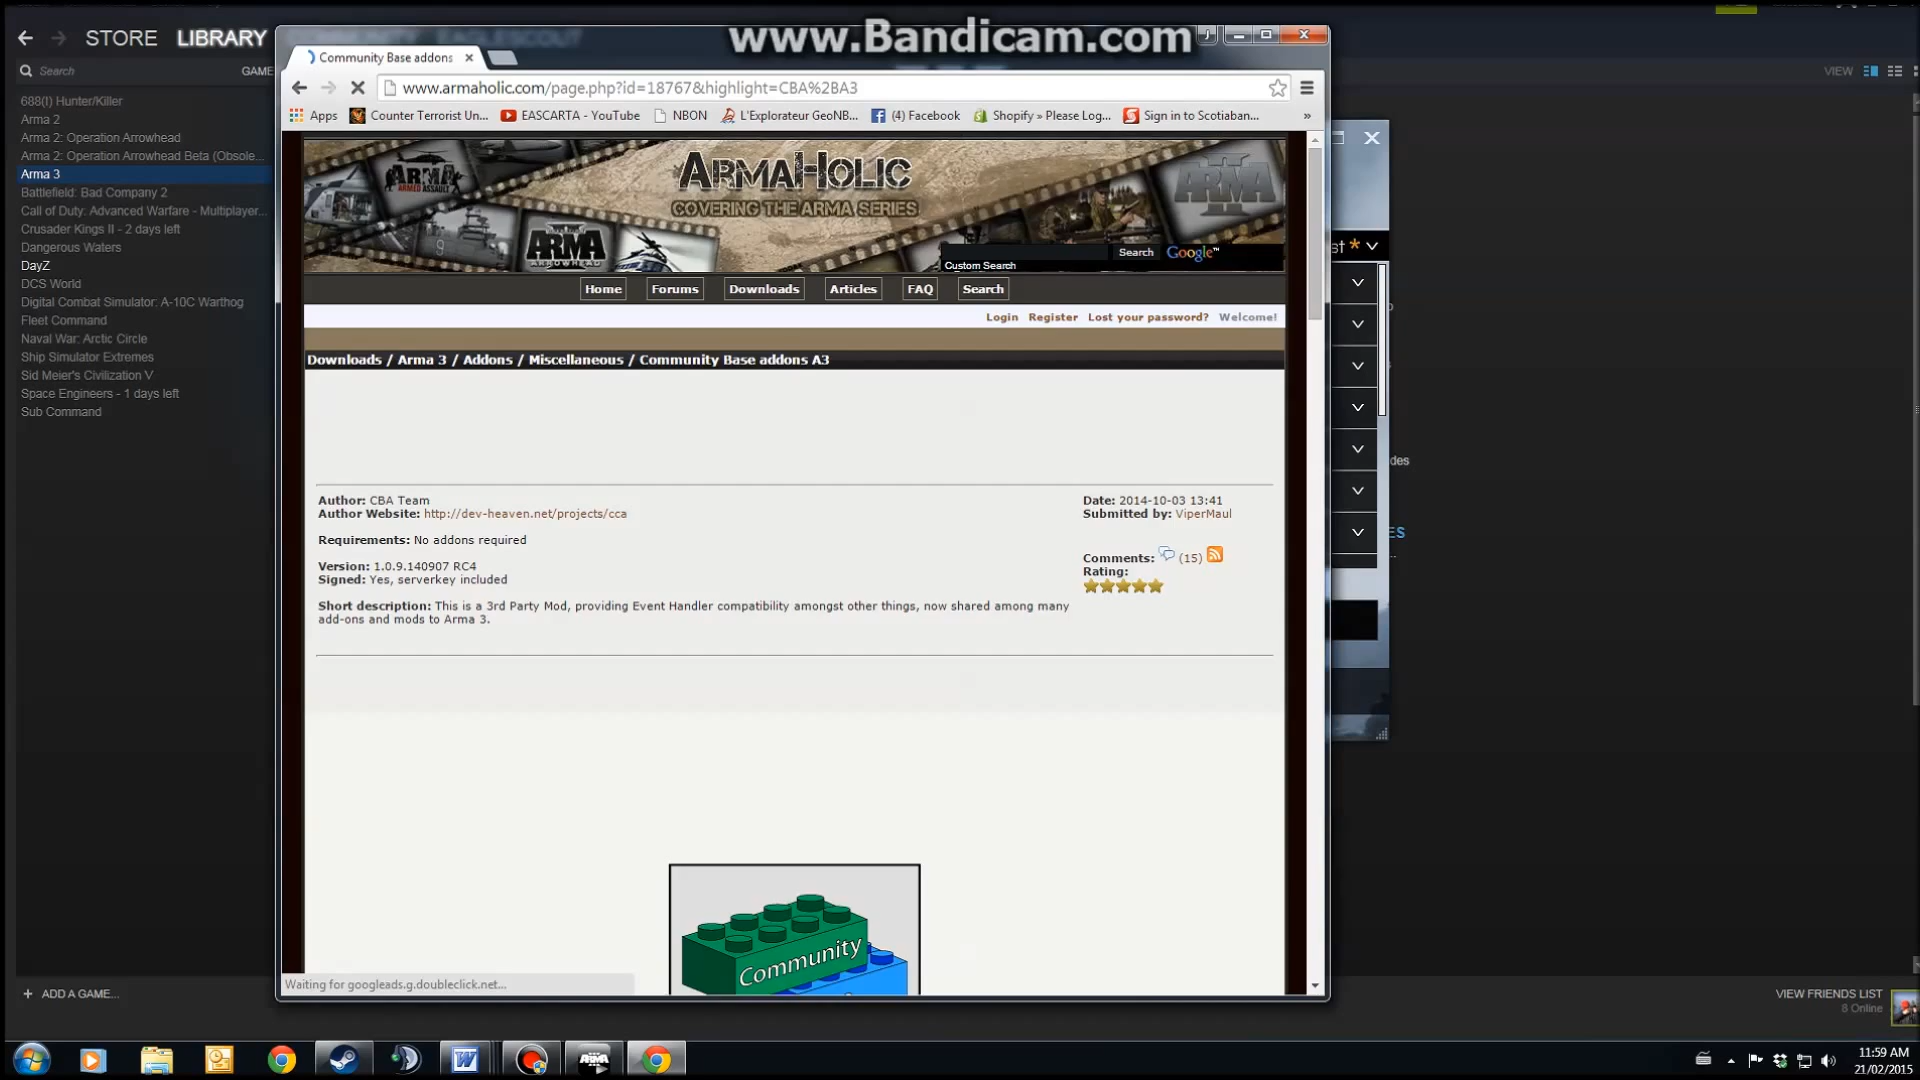 www.Bandicam.com
STORE LIBRARY
Search
GAME
VIEW
688(I) Hunter/Killer
Arma 2
Arma 2: Operation Arrowhead
Arma 2: Operation Arrowhead Beta (Obsole...
Arma 3
Battlefield: Bad Company 2
Call of Duty: Advanced Warfare - Multiplayer...
Crusader Kings II - 2 days left
Dangerous Waters
DayZ
DCS World
Digital Combat Simulator: A-10C Warthog
Fleet Command
Naval War: Arctic Circle
Ship Simulator Extremes
Sid Meier's Civilization V
Space Engineers - 1 days left
Sub Command
+ ADD A GAME...
Community Base addons
www.armaholic.com/page.php?id=18767&highlight=CBA%2BA3
Apps Counter Terrorist Un... EASCARTA - YouTube NBON L'Explorateur GeoNB... (4) Facebook Shopify » Please Log... Sign in to Scotiaban... »
ARMAHOLIC
COVERING THE ARMA SERIES
ARMA ARMED ASSAULT
ARMA ARROWHEAD
ARMA II
Search Google™
Custom Search
Home Forums Downloads Articles FAQ Search
Login Register Lost your password? Welcome!
Downloads / Arma 3 / Addons / Miscellaneous / Community Base addons A3
Author: CBA Team
Author Website: http://dev-heaven.net/projects/cca
Requirements: No addons required
Version: 1.0.9.140907 RC4
Signed: Yes, serverkey included
Short description: This is a 3rd Party Mod, providing Event Handler compatibility amongst other things, now shared among many
add-ons and mods to Arma 3.
Date: 2014-10-03 13:41
Submitted by: ViperMaul
Comments: (15)
Rating:
Community
Waiting for googleads.g.doubleclick.net...
st *
des
ES
VIEW FRIENDS LIST
8 Online
ARMA
11:59 AM
21/02/2015